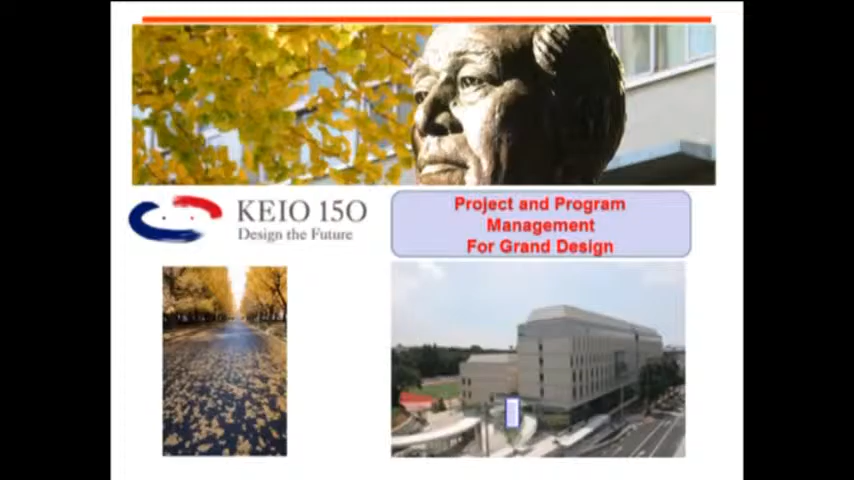 KEIO 150
Design the Future
Project and Program
Management
For Grand Design